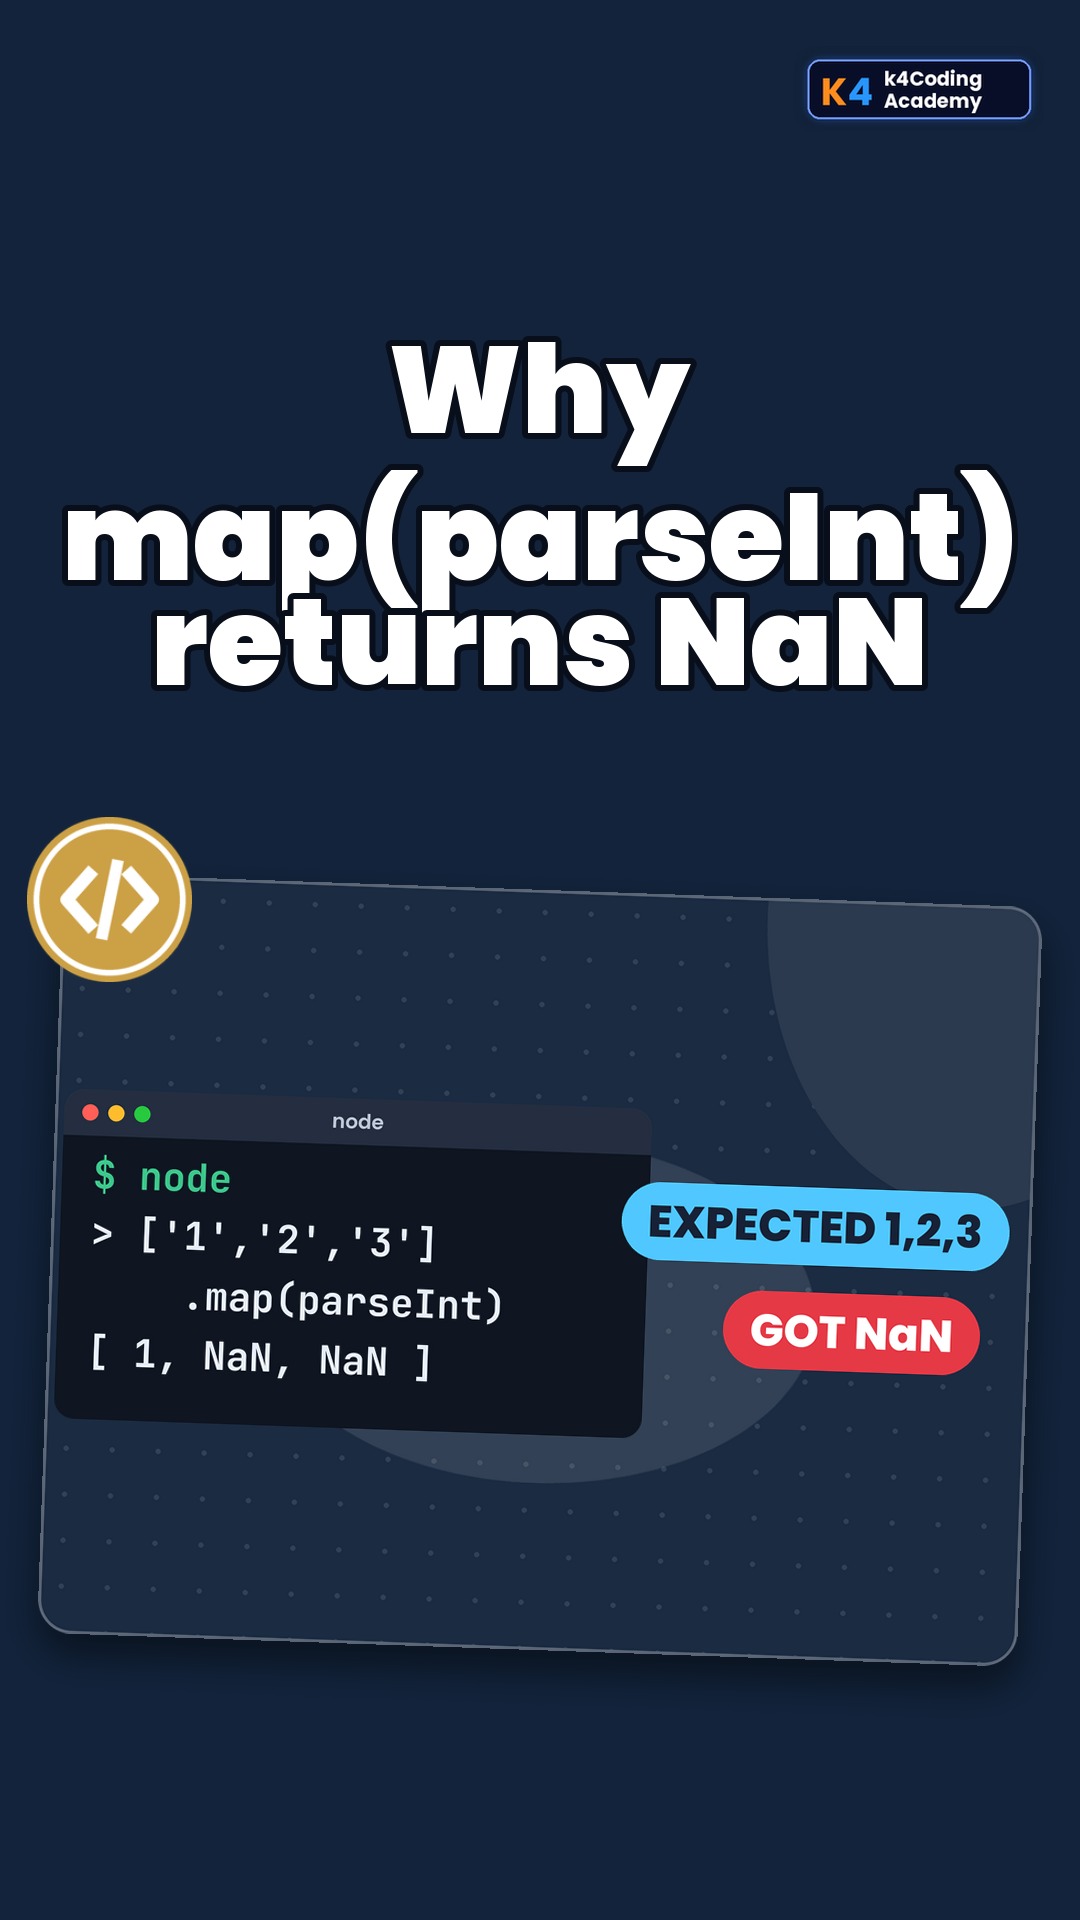 K4 k4Coding
Academy
Why
map(parseInt)
returns NaN
</>
node
$ node
> ['1','2','3']
.map(parseInt)
[ 1, NaN, NaN ]
EXPECTED 1,2,3
GOT NaN